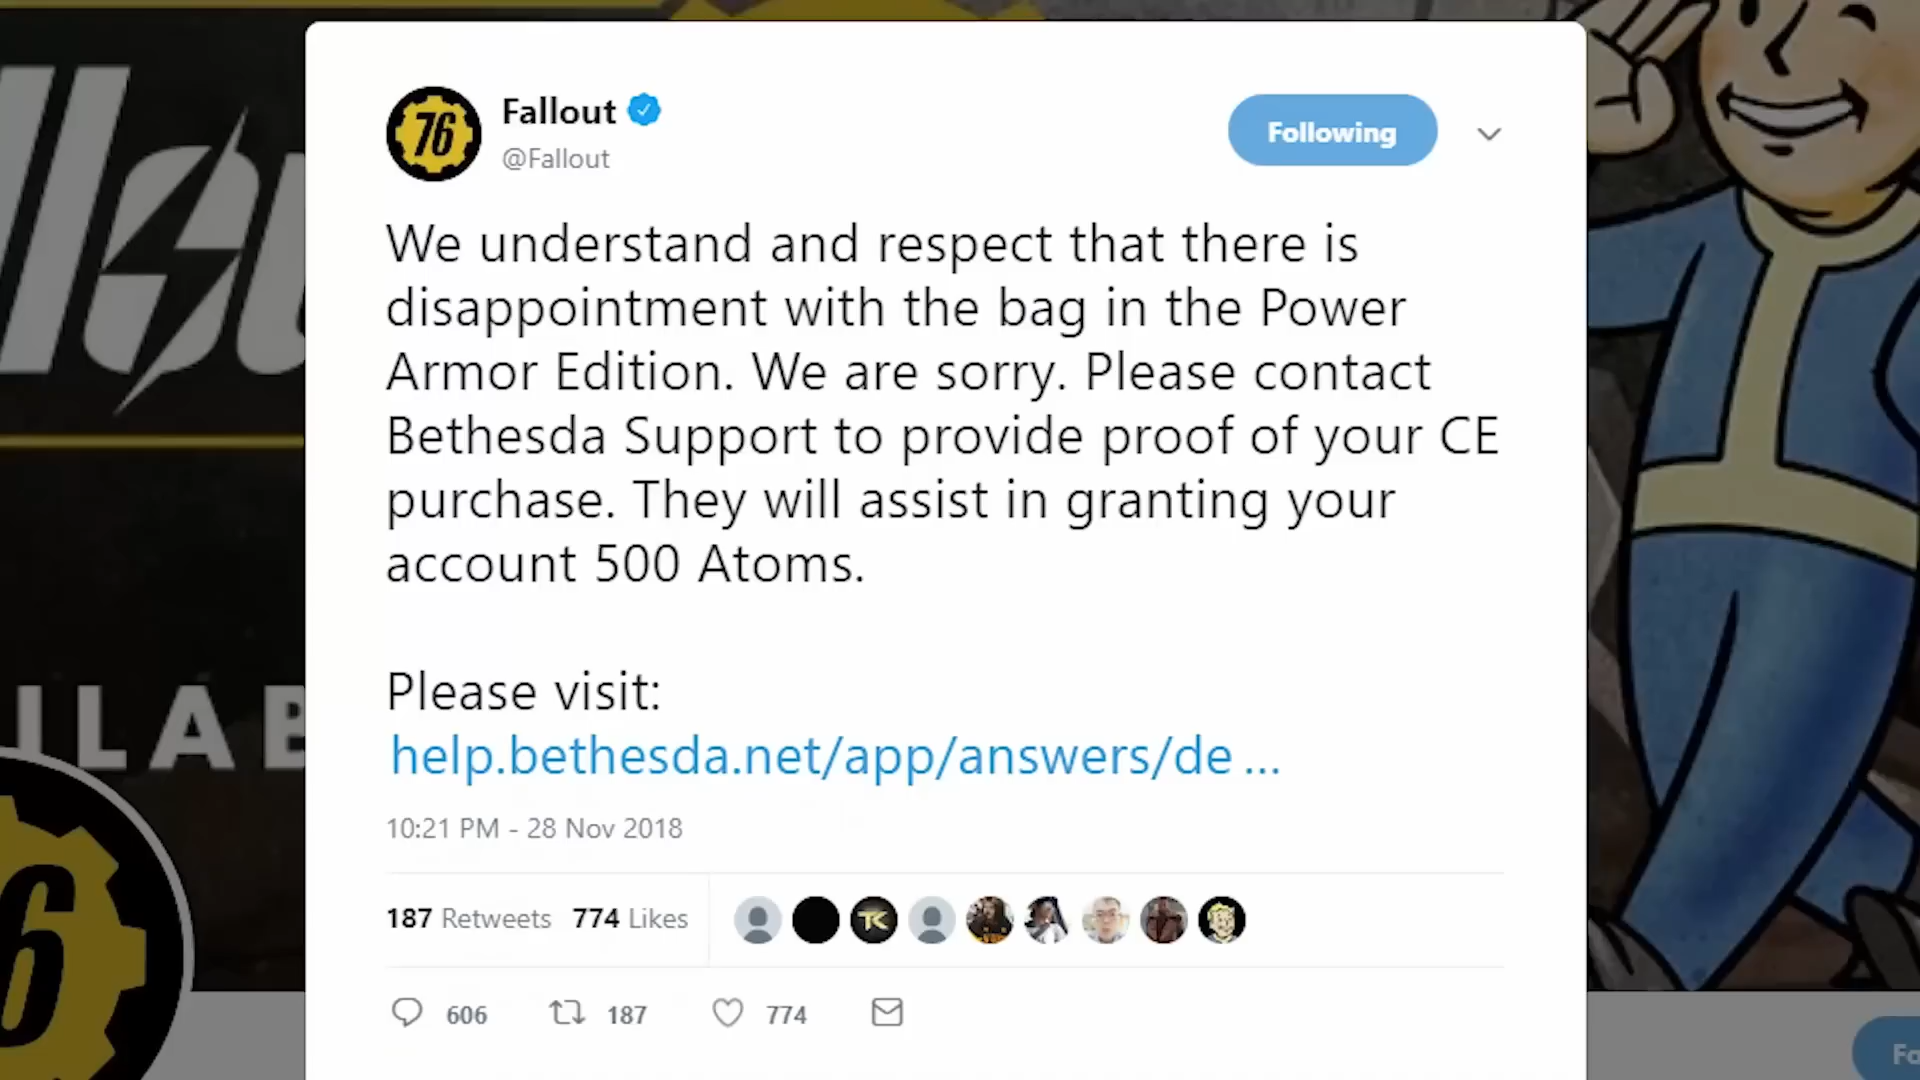 76
Fallout
@Fallout
Following
We understand and respect that there is
disappointment with the bag in the Power
Armor Edition. We are sorry. Please contact
Bethesda Support to provide proof of your CE
purchase. They will assist in granting your
account 500 Atoms.
Please visit:
help.bethesda.net/app/answers/de ...
10:21 PM - 28 Nov 2018
187 Retweets 774 Likes
TK
606 187 774